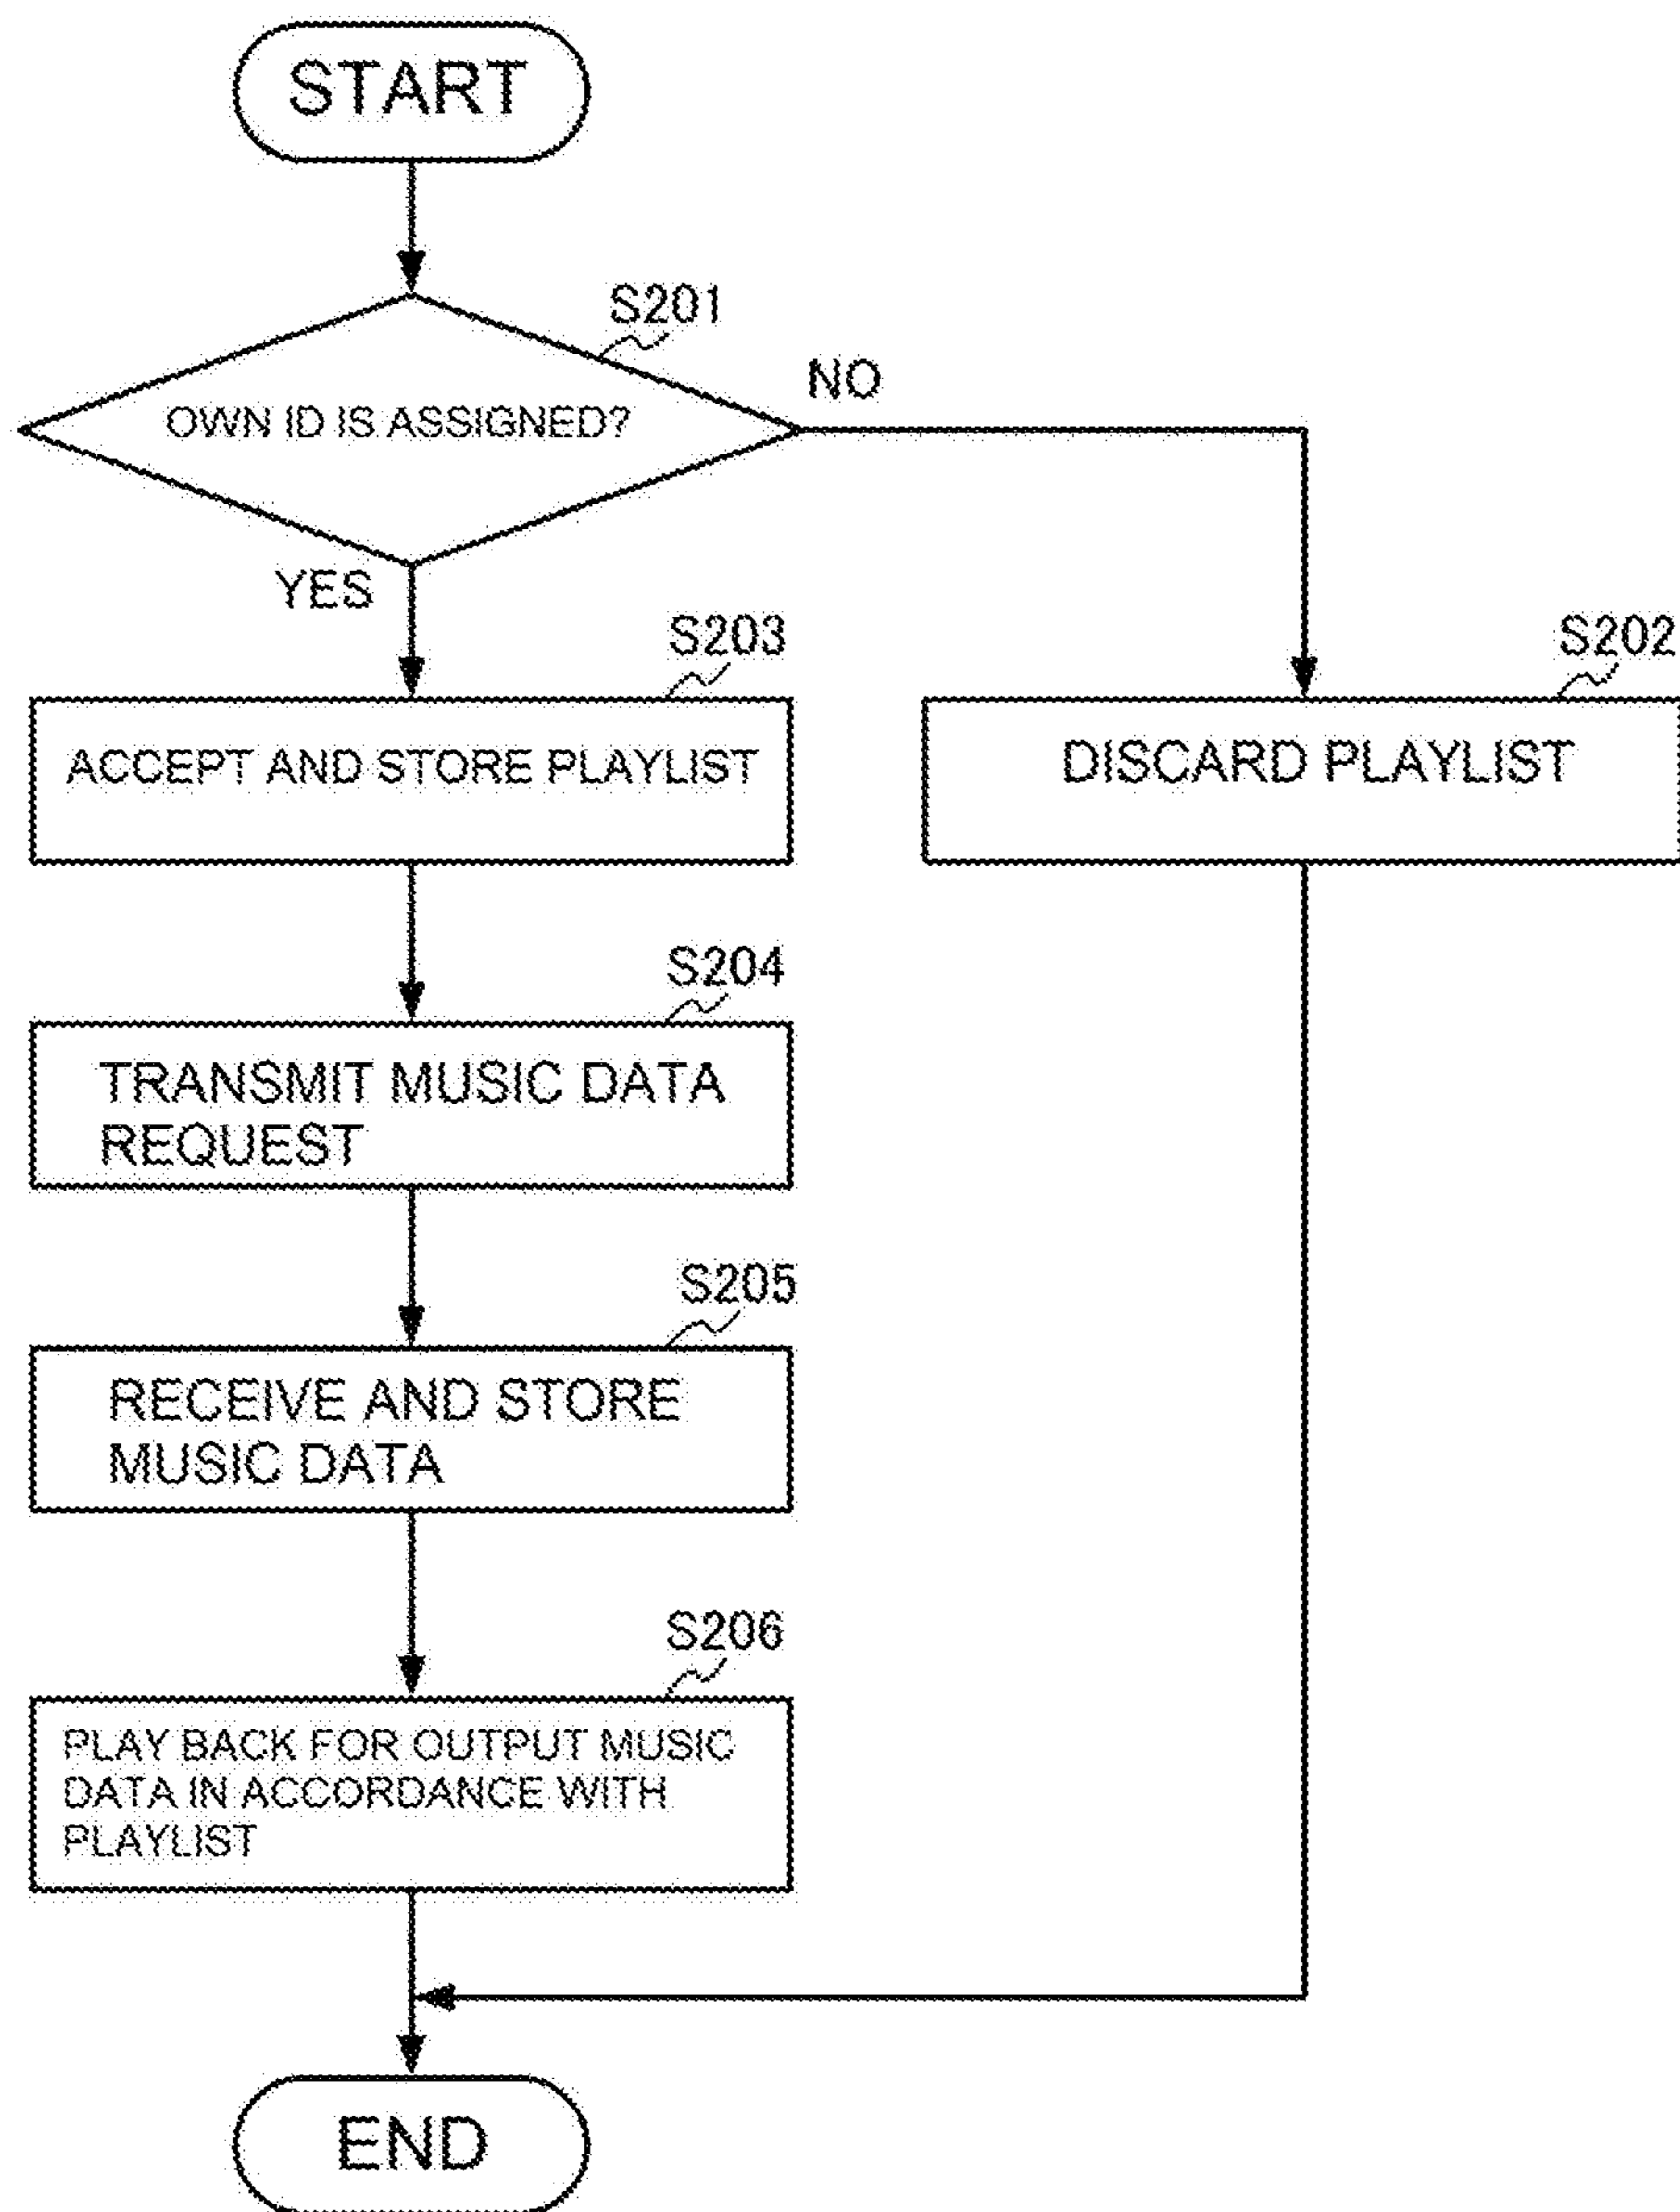 START
S201
NO
OWN ID IS ASSIGNED?
YES
S203
S202
ACCEPT AND STORE PLAYLIST
DISCARD PLAYLIST
S204
TRANSMIT MUSIC DATA
REQUEST
S205
RECEIVE AND STORE
MUSIC DATA
S206
PLAY BACK FOR OUTPUT MUSIC
DATA IN ACCORDANCE WITH
PLAYLIST
END